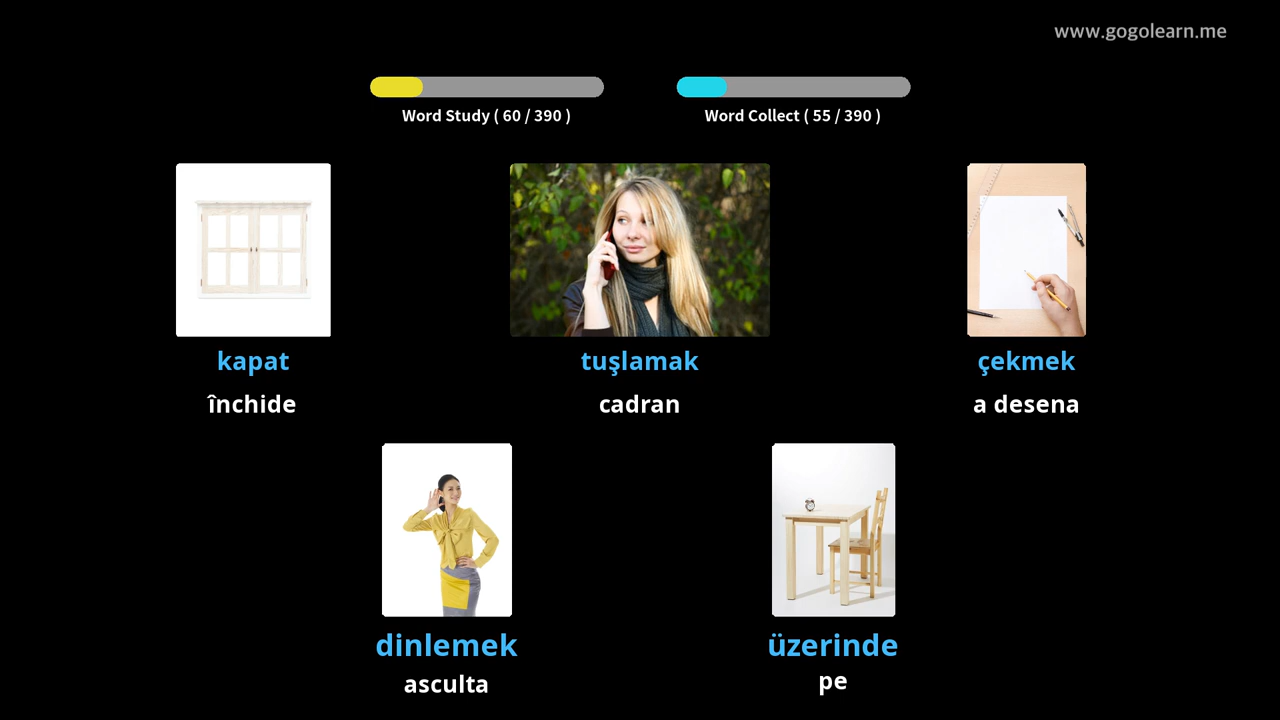 www.gogolearn.me
Word Study ( 60 / 390 )
Word Collect ( 55 / 390 )
kapat
închide
tuşlamak
cadran
çekmek
a desena
dinlemek
asculta
üzerinde
pe